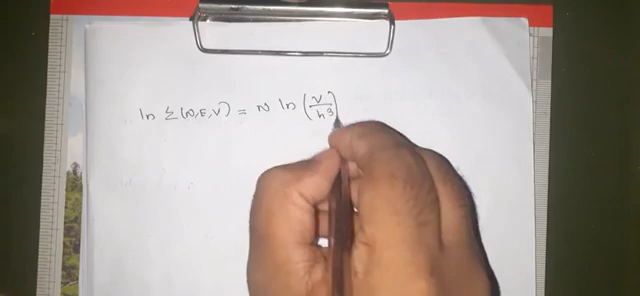 ln Σ(N,E,V) = N ln (V/h³)